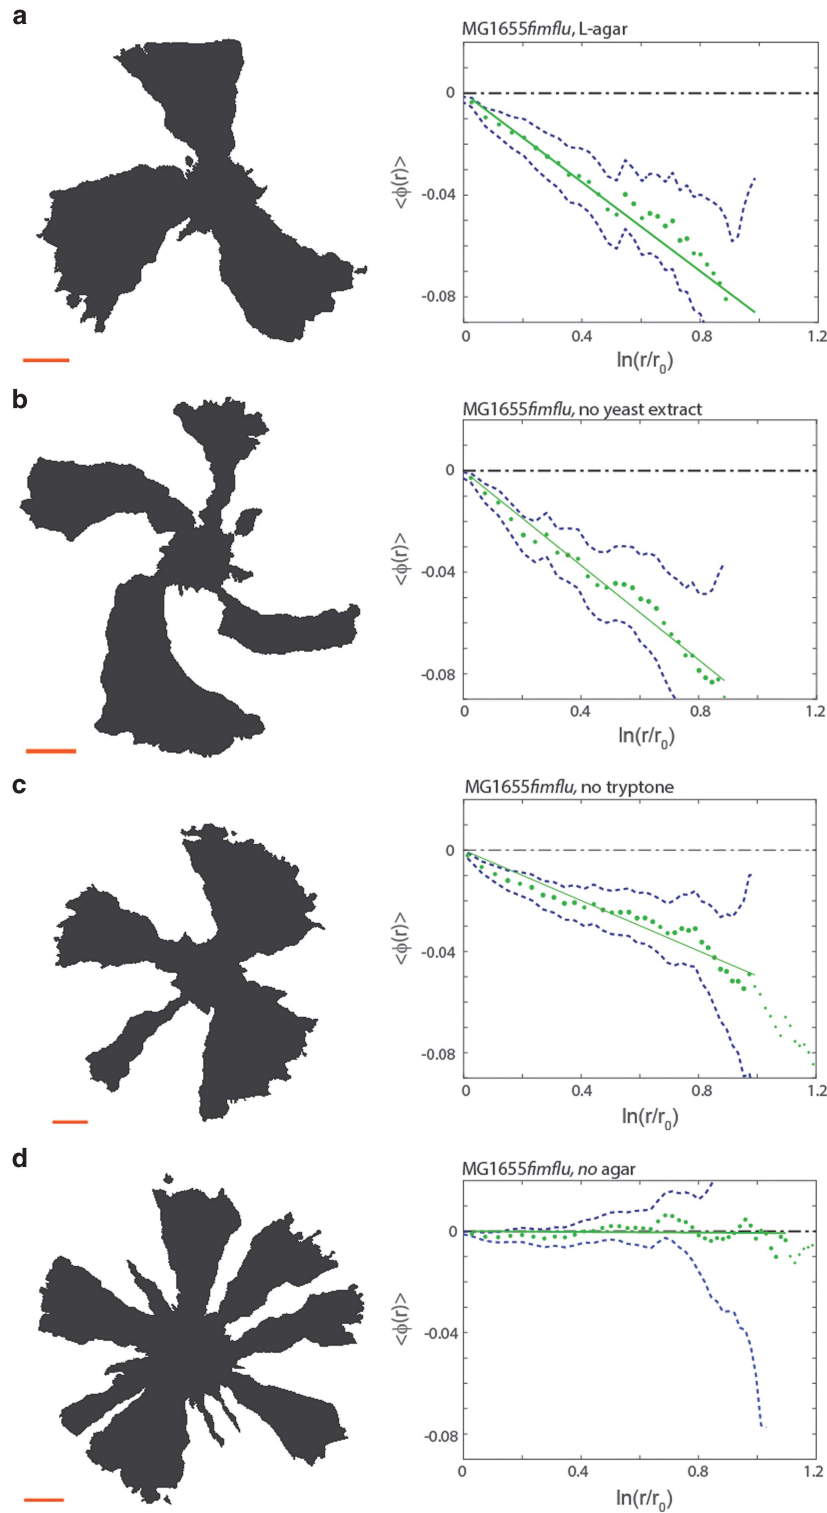 a
MG1655fimflu, L-agar
0
-0.04
-0.08
<ϕ(r)>
0 0.4 0.8 1.2
ln(r/r₀)
b
MG1655fimflu, no yeast extract
0
-0.04
-0.08
<ϕ(r)>
0 0.4 0.8 1.2
ln(r/r₀)
c
MG1655fimflu, no tryptone
0
-0.04
-0.08
<ϕ(r)>
0 0.4 0.8 1.2
ln(r/r₀)
d
MG1655fimflu, no agar
0
-0.04
-0.08
<ϕ(r)>
0 0.4 0.8 1.2
ln(r/r₀)